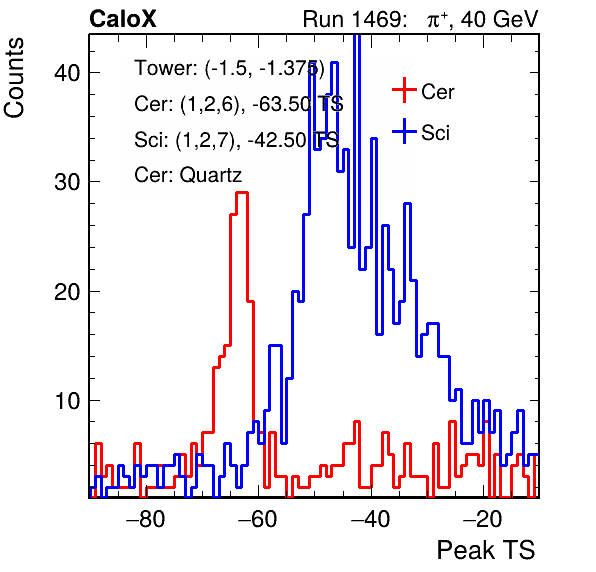 CaloX Run 1469: π⁺, 40 GeV
Counts
Tower: (-1.5, -1.375)
Cer: (1,2,6), -63.50 TS
Sci: (1,2,7), -42.50 TS
Cer: Quartz
Cer
Sci
40
30
20
10
−80 −60 −40 −20
Peak TS